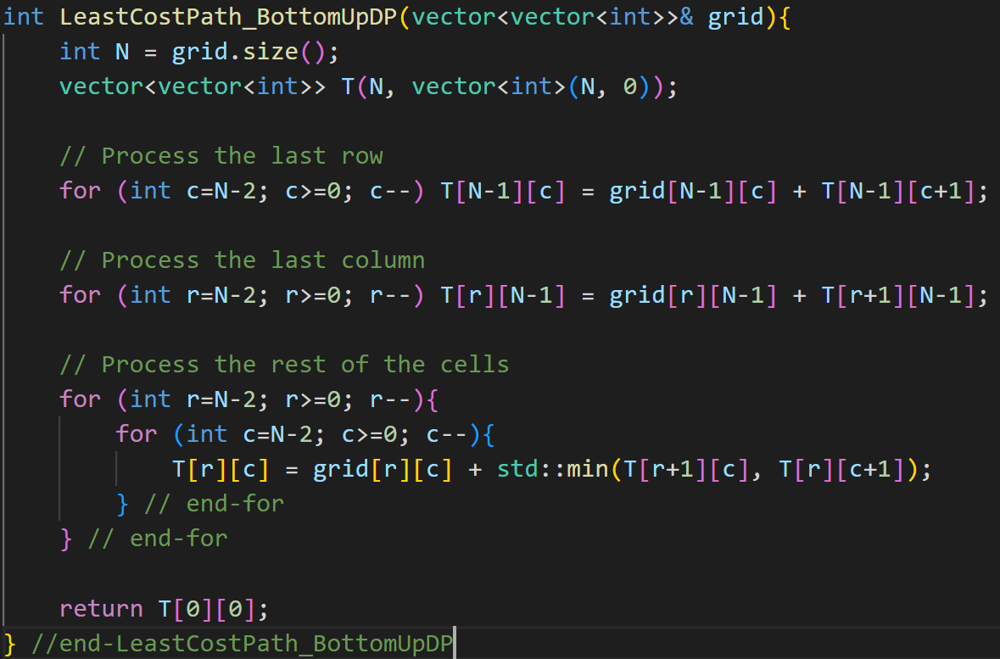 int LeastCostPath_BottomUpDP(vector<vector<int>>& grid){
    int N = grid.size();
    vector<vector<int>> T(N, vector<int>(N, 0));

    // Process the last row
    for (int c=N-2; c>=0; c--) T[N-1][c] = grid[N-1][c] + T[N-1][c+1];

    // Process the last column
    for (int r=N-2; r>=0; r--) T[r][N-1] = grid[r][N-1] + T[r+1][N-1];

    // Process the rest of the cells
    for (int r=N-2; r>=0; r--){
        for (int c=N-2; c>=0; c--){
            T[r][c] = grid[r][c] + std::min(T[r+1][c], T[r][c+1]);
        } // end-for
    } // end-for

    return T[0][0];
} //end-LeastCostPath_BottomUpDP